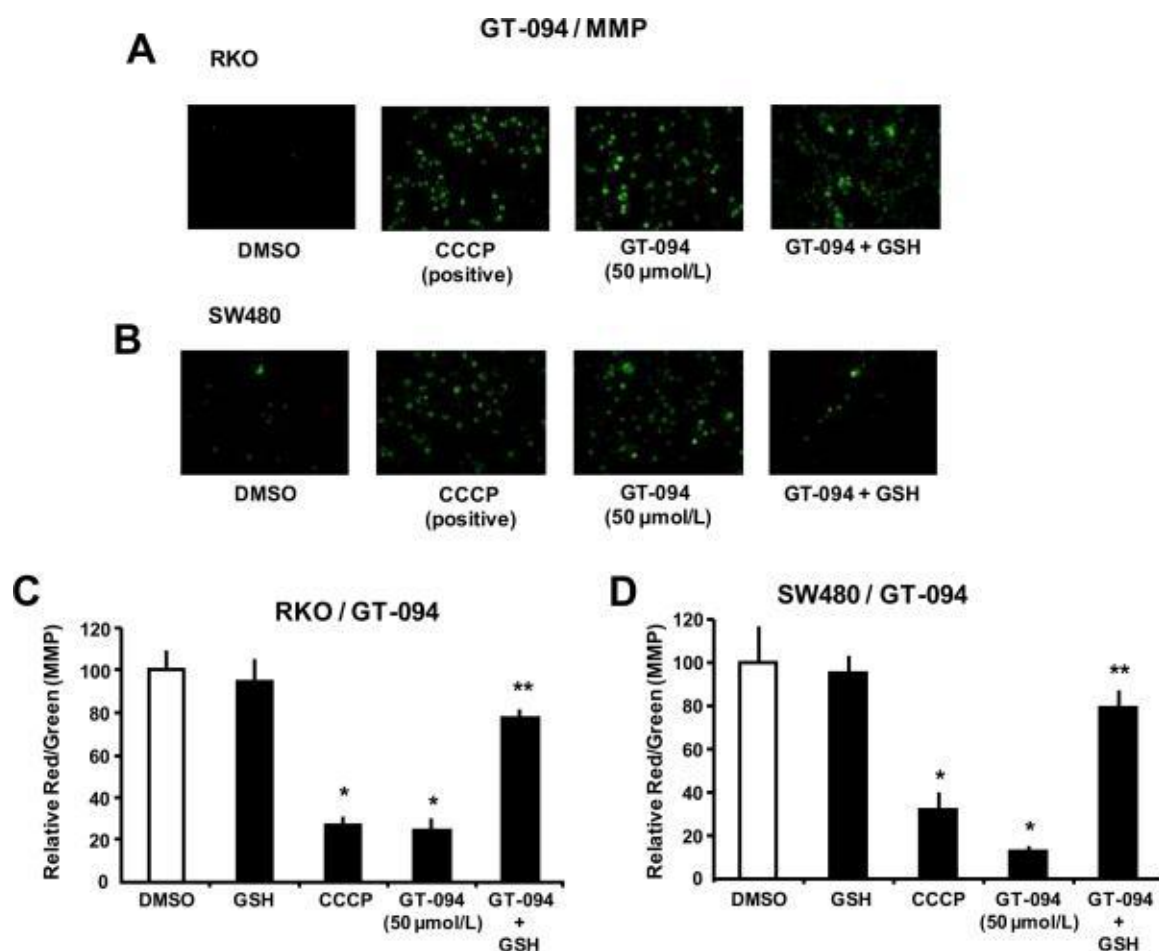 GT-094 / MMP
A
RKO
DMSO
CCCP
(positive)
GT-094
(50 µmol/L)
GT-094 + GSH
SW480
B
DMSO
CCCP
(positive)
GT-094
(50 µmol/L)
GT-094 + GSH
C
RKO / GT-094
Relative Red/Green (MMP)
120
100
80
60
40
20
0
*
*
**
DMSO
GSH
CCCP
GT-094
(50 µmol/L)
GT-094
+
GSH
D
SW480 / GT-094
Relative Red/Green (MMP)
120
100
80
60
40
20
0
*
*
**
DMSO
GSH
CCCP
GT-094
(50 µmol/L)
GT-094
+
GSH